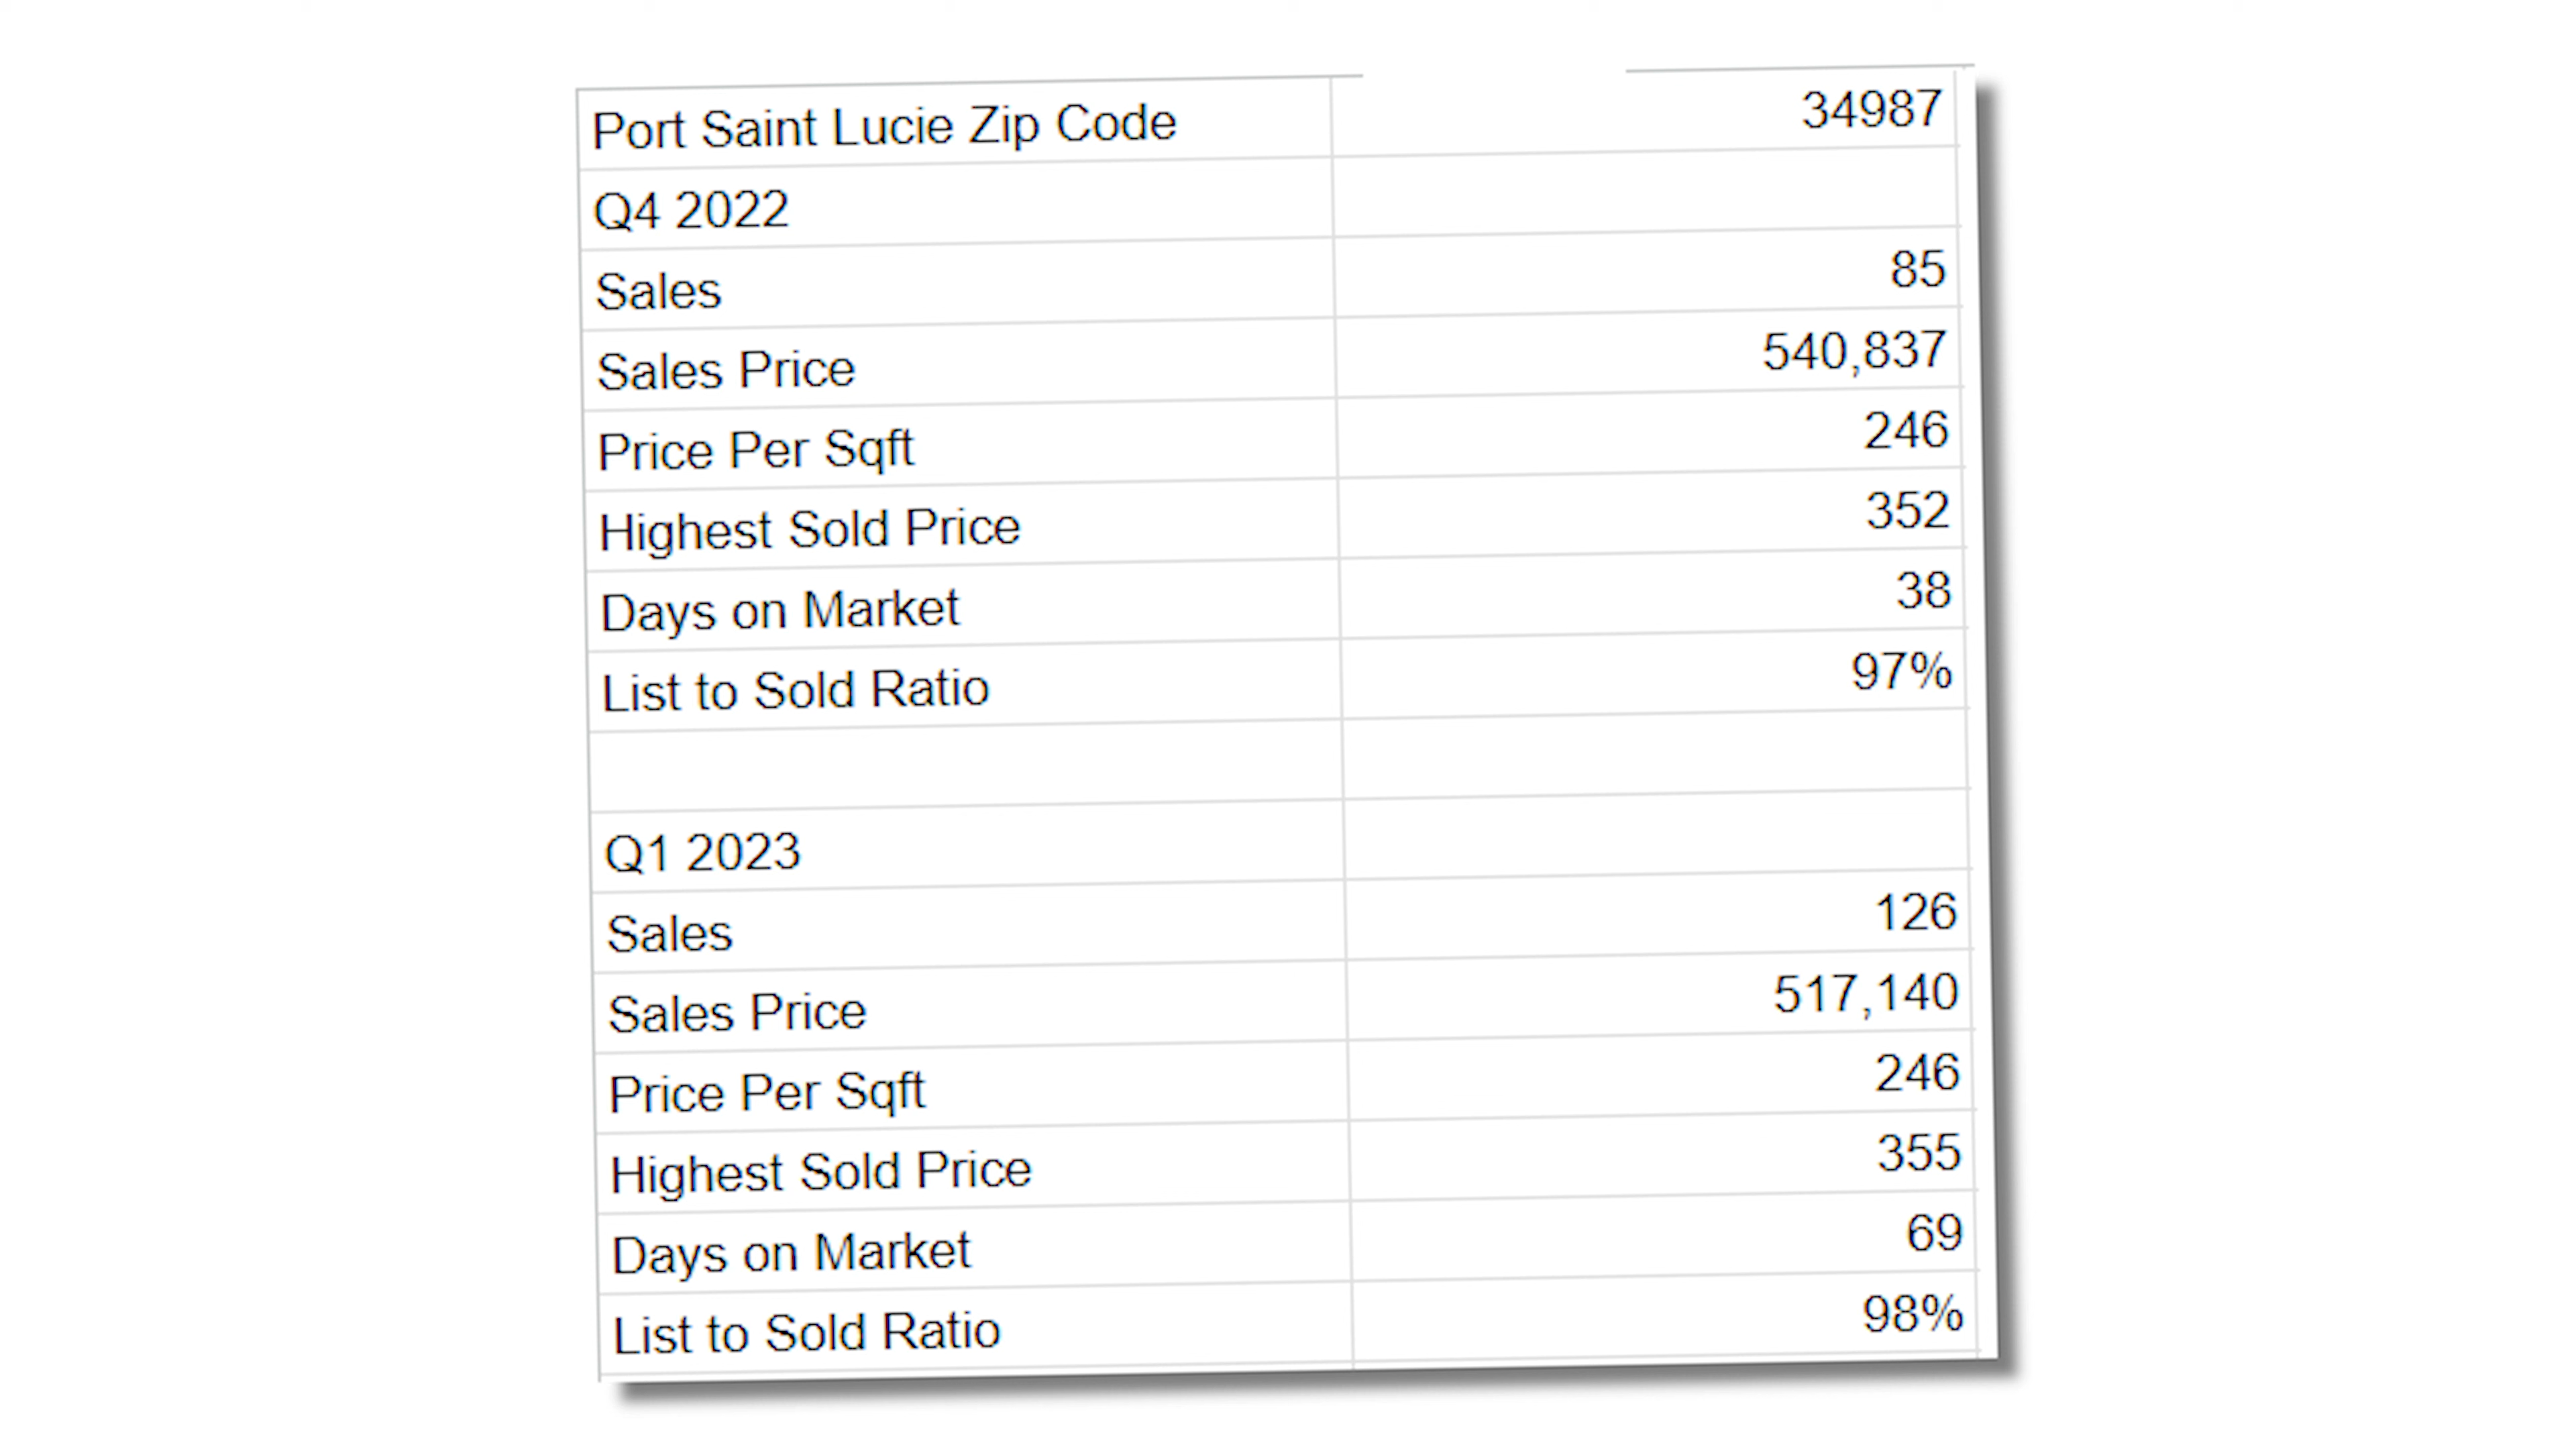 Port Saint Lucie Zip Code 34987
Q4 2022
Sales 85
Sales Price 540,837
Price Per Sqft 246
Highest Sold Price 352
Days on Market 38
List to Sold Ratio 97%
Q1 2023
Sales 126
Sales Price 517,140
Price Per Sqft 246
Highest Sold Price 355
Days on Market 69
List to Sold Ratio 98%